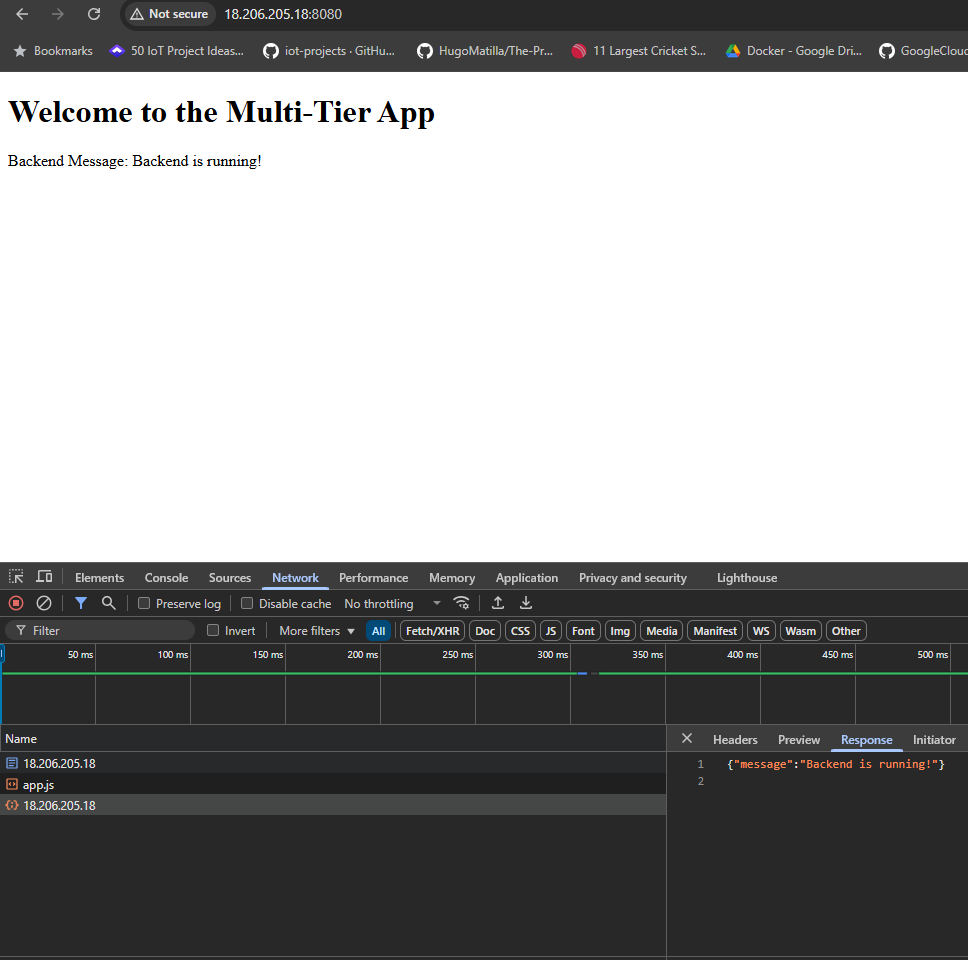 Not secure 18.206.205.18:8080
Bookmarks 50 IoT Project Ideas... iot-projects · GitHu... HugoMatilla/The-Pr... 11 Largest Cricket S... Docker - Google Dri... GoogleCloud
Welcome to the Multi-Tier App
Backend Message: Backend is running!
Elements Console Sources Network Performance Memory Application Privacy and security Lighthouse
Preserve log Disable cache No throttling
Filter Invert More filters All Fetch/XHR Doc CSS JS Font Img Media Manifest WS Wasm Other
50 ms 100 ms 150 ms 200 ms 250 ms 300 ms 350 ms 400 ms 450 ms 500 ms
Name Headers Preview Response Initiator
18.206.205.18 1 {"message":"Backend is running!"}
app.js 2
18.206.205.18